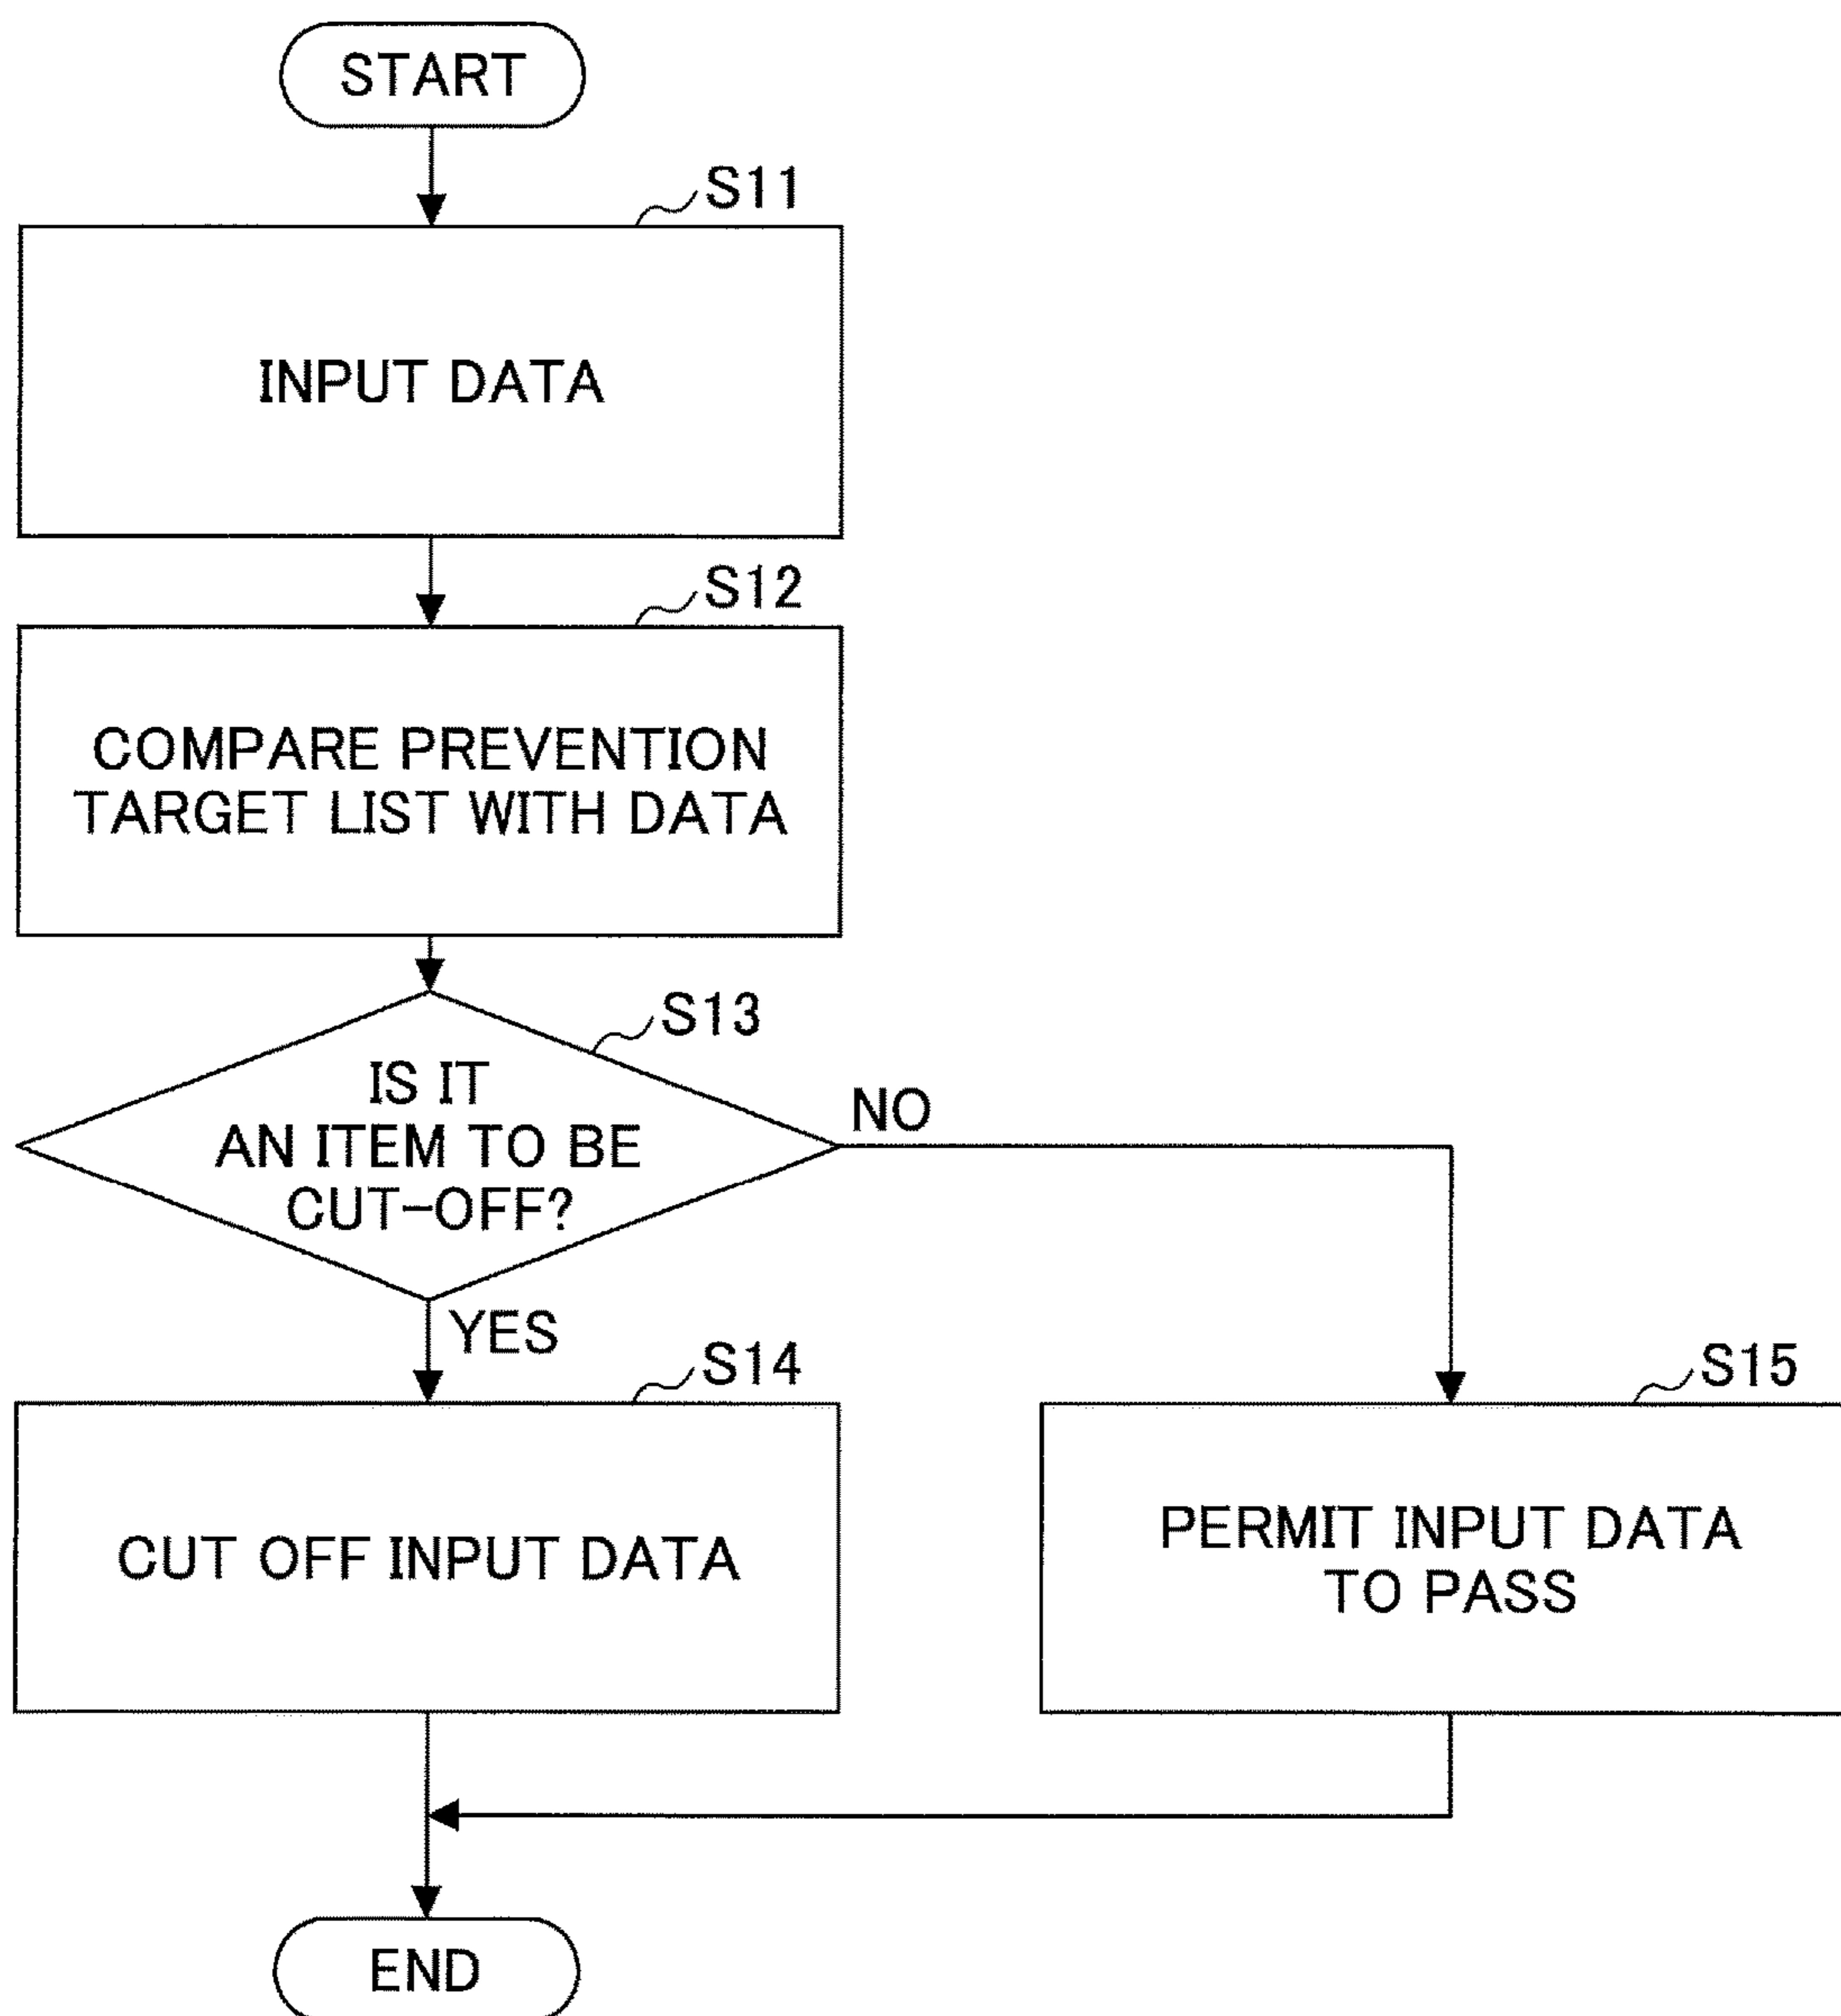 START
S11
INPUT DATA
S12
COMPARE PREVENTION
TARGET LIST WITH DATA
S13
IS IT
AN ITEM TO BE
CUT-OFF?
NO
YES
S14
CUT OFF INPUT DATA
S15
PERMIT INPUT DATA
TO PASS
END